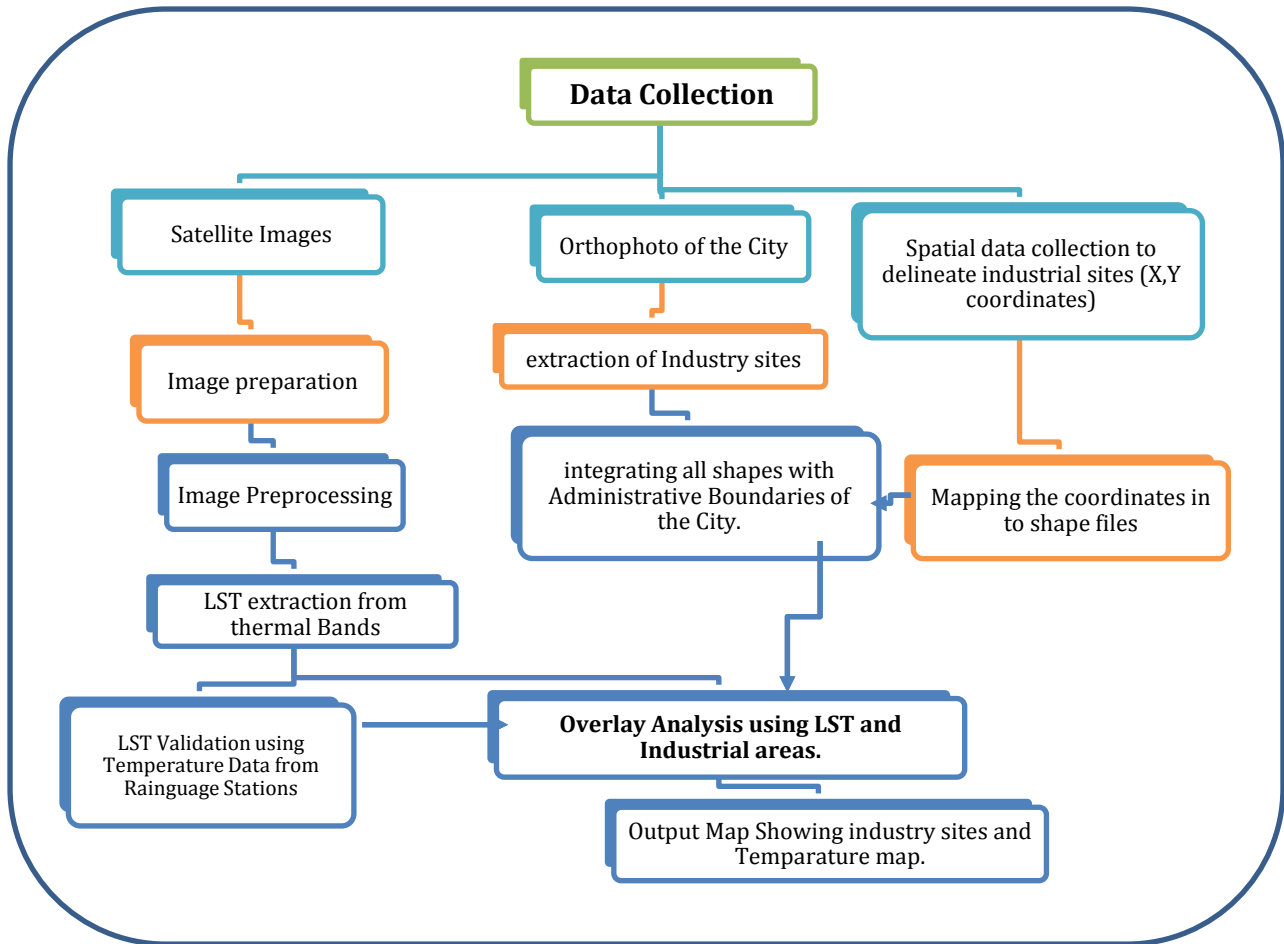 Data Collection
Satellite Images
Orthophoto of the City
Spatial data collection to
delineate industrial sites (X,Y
coordinates)
Image preparation
extraction of Industry sites
Image Preprocessing
integrating all shapes with
Administrative Boundaries of
the City.
Mapping the coordinates in
to shape files
LST extraction from
thermal Bands
LST Validation using
Temperature Data from
Rainguage Stations
Overlay Analysis using LST and
Industrial areas.
Output Map Showing industry sites and
Temparature map.